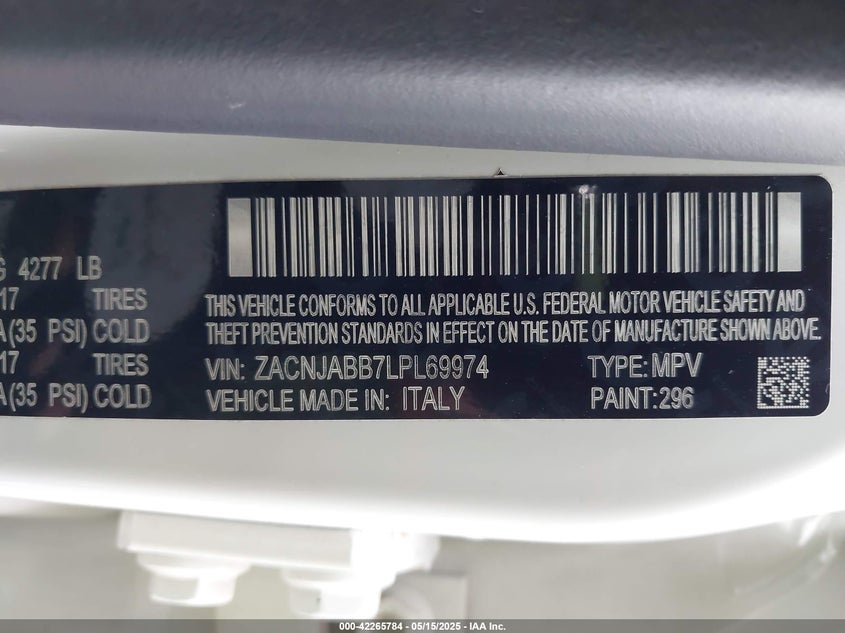 G 4277 LB
17 TIRES
A (35 PSI) COLD
17 TIRES
A (35 PSI) COLD
THIS VEHICLE CONFORMS TO ALL APPLICABLE U.S. FEDERAL MOTOR VEHICLE SAFETY AND
THEFT PREVENTION STANDARDS IN EFFECT ON THE DATE OF MANUFACTURE SHOWN ABOVE.
VIN: ZACNJABB7LPL69974 TYPE: MPV
VEHICLE MADE IN: ITALY PAINT: 296
000-42265784 - 05/15/2025 - IAA Inc.